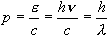 p = ε/c = hν/c = h/λ